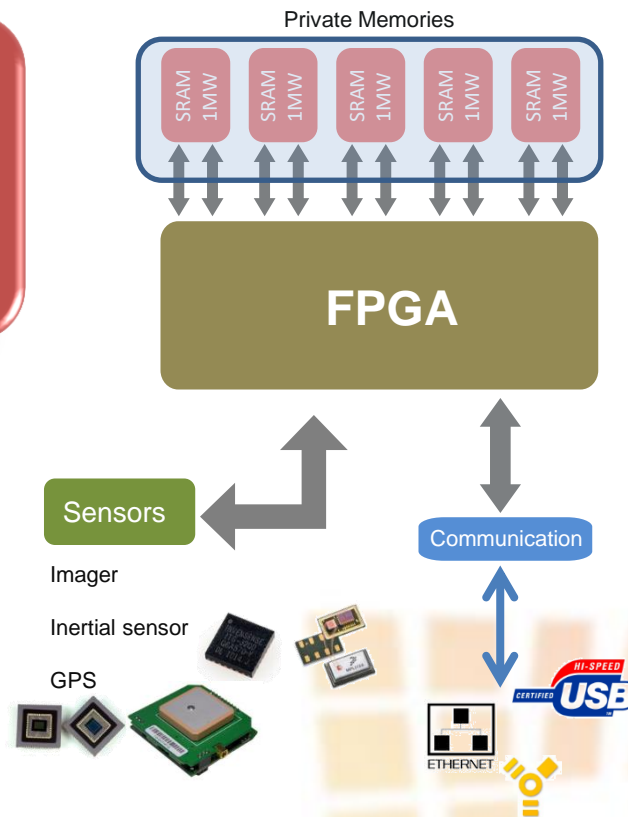 Private Memories
SRAM
1MW
SRAM
1MW
SRAM
1MW
SRAM
1MW
SRAM
1MW
FPGA
Sensors
Communication
Imager
Inertial sensor
GPS
HI-SPEED
CERTIFIED USB
ETHERNET